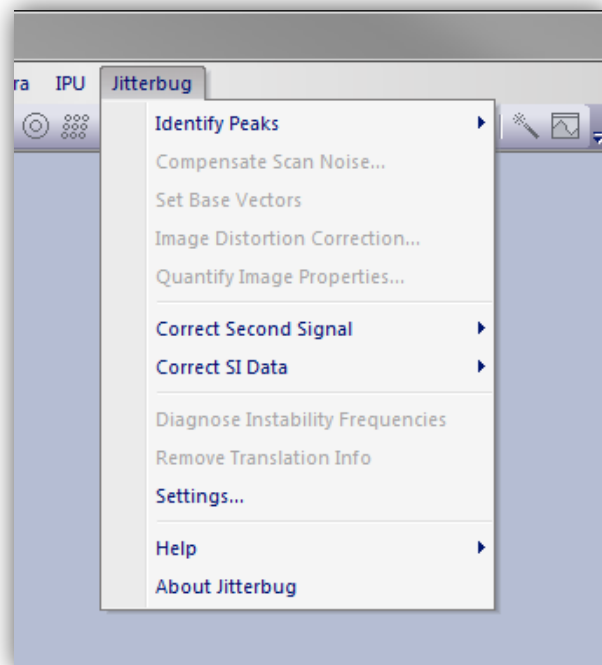 ra IPU Jitterbug
Identify Peaks
Compensate Scan Noise...
Set Base Vectors
Image Distortion Correction...
Quantify Image Properties...
Correct Second Signal
Correct SI Data
Diagnose Instability Frequencies
Remove Translation Info
Settings...
Help
About Jitterbug